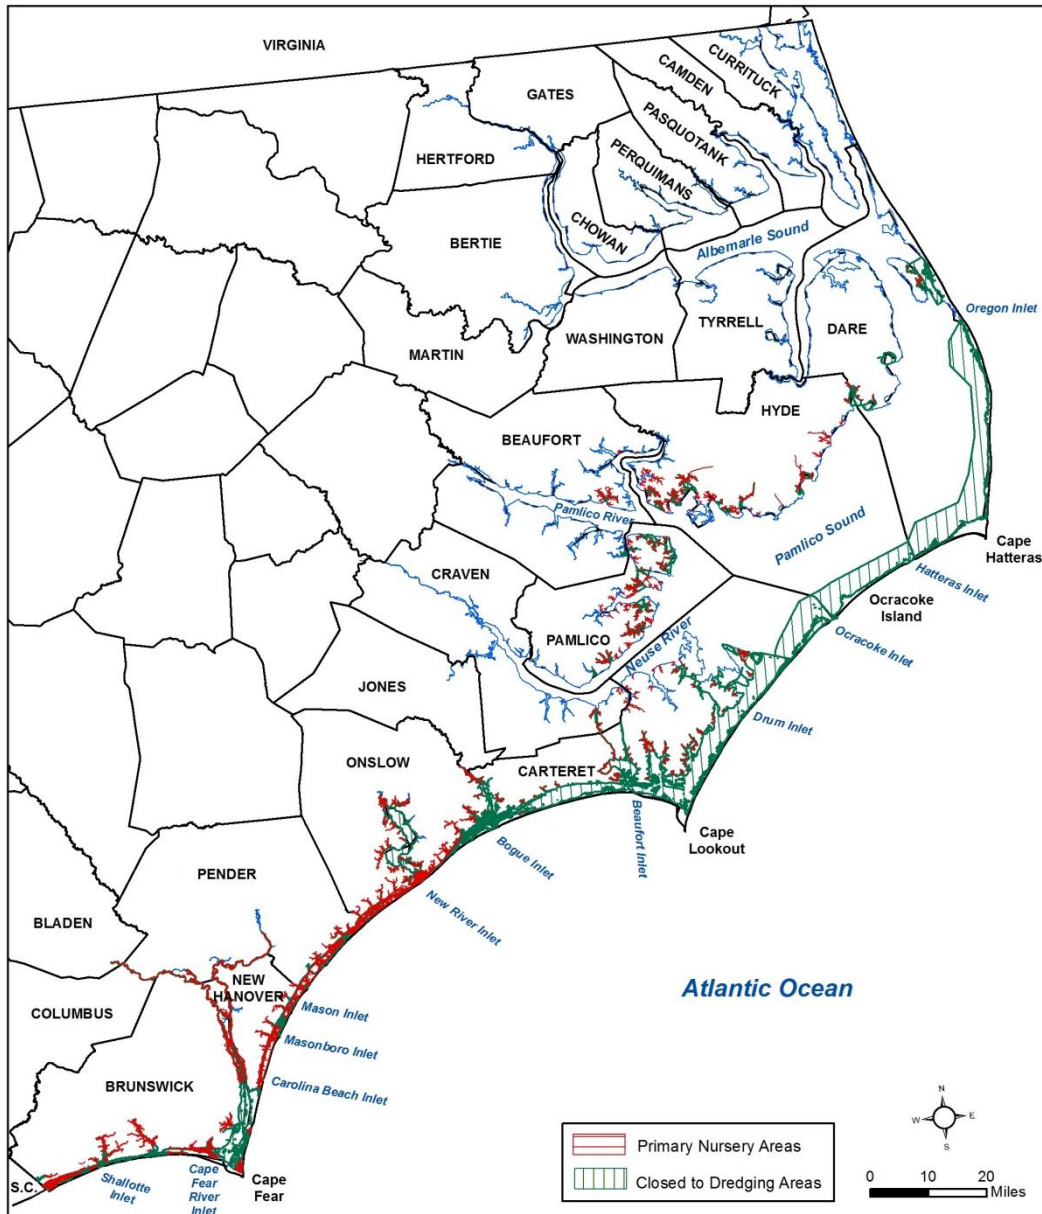 VIRGINIA
GATES
CAMDEN
CURRITUCK
PASQUOTANK
PERQUIMANS
HERTFORD
CHOWAN
BERTIE
Albemarle Sound
Oregon Inlet
MARTIN
WASHINGTON
TYRRELL
DARE
HYDE
BEAUFORT
Pamlico River
Pamlico Sound
Cape
Hatteras
Hatteras Inlet
CRAVEN
Ocracoke
Island
Ocracoke Inlet
PAMLICO
Neuse River
JONES
Drum Inlet
ONSLOW
CARTERET
Cape
Lookout
Beaufort Inlet
Bogue Inlet
PENDER
New River Inlet
BLADEN
NEW
HANOVER
Atlantic Ocean
COLUMBUS
Mason Inlet
Masonboro Inlet
BRUNSWICK
Carolina Beach Inlet
S.C.
Shallotte
Inlet
Cape
Fear
River
Inlet
Cape
Fear
Primary Nursery Areas
Closed to Dredging Areas
N
W
E
S
0 10 20
Miles